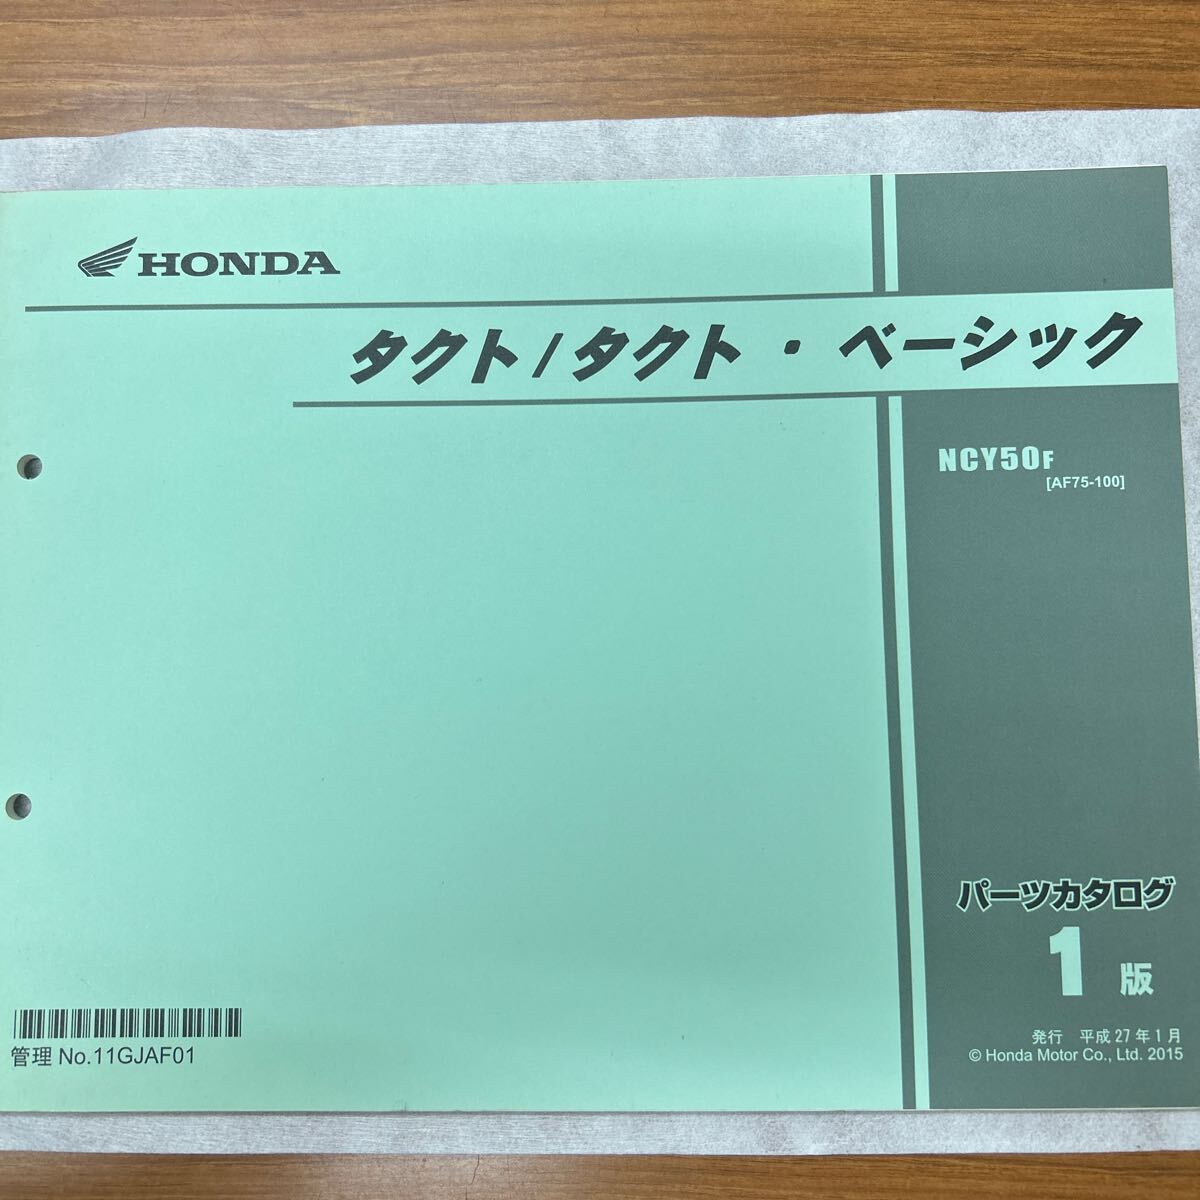 HONDA
タクト/タクト・ベーシック
NCY50F
[AF75-100]
パーツカタログ
1版
発行 平成27年1月
© Honda Motor Co., Ltd. 2015
管理 No.11GJAF01